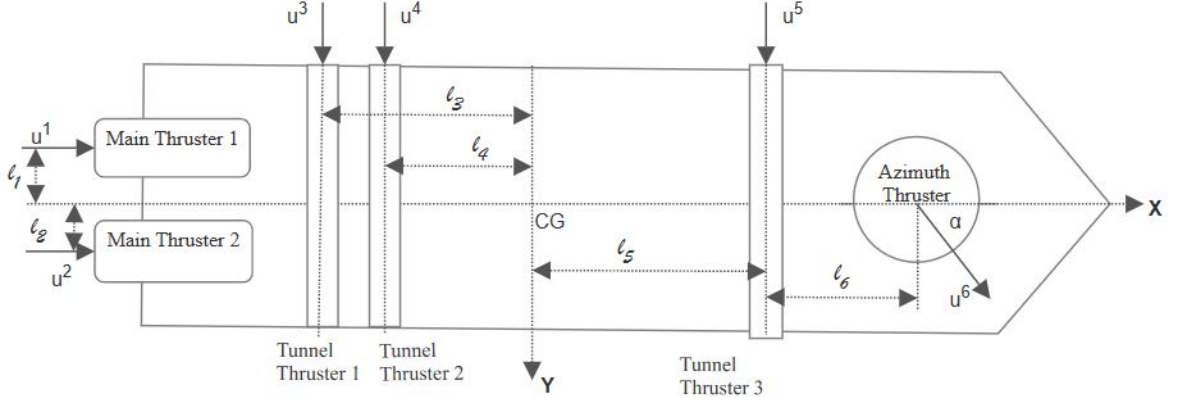 u³ u⁴ u⁵
ℓ₃
u¹ Main Thruster 1
ℓ₄
ℓ₁ Azimuth
Thruster
X
ℓ₂ Main Thruster 2 CG α
u² ℓ₅ ℓ₆ u⁶
Tunnel
Thruster 1
Tunnel
Thruster 2
Tunnel
Thruster 3
Y